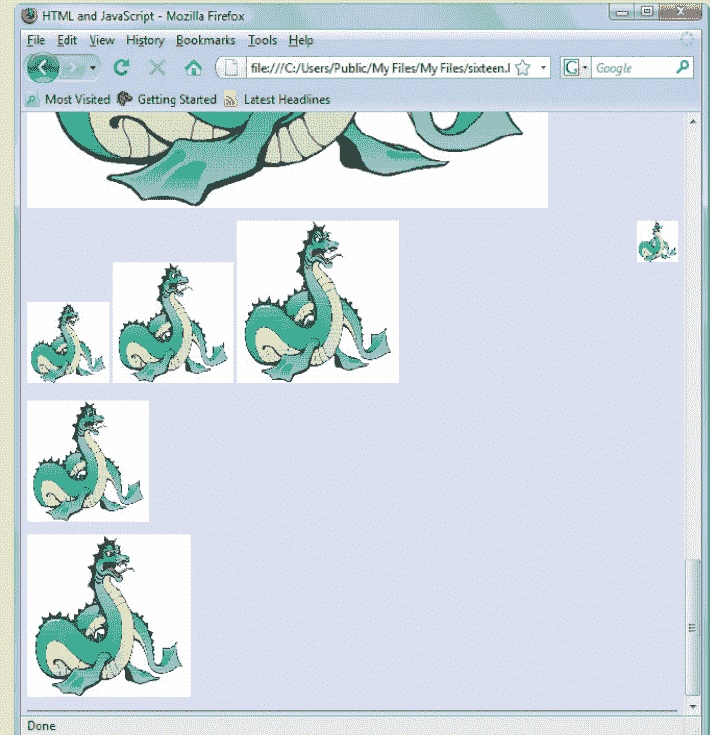 HTML and JavaScript - Mozilla Firefox
File Edit View History Bookmarks Tools Help
file:///C:/Users/Public/My Files/My Files/sixteen.l
G Google
Most Visited Getting Started Latest Headlines
Done